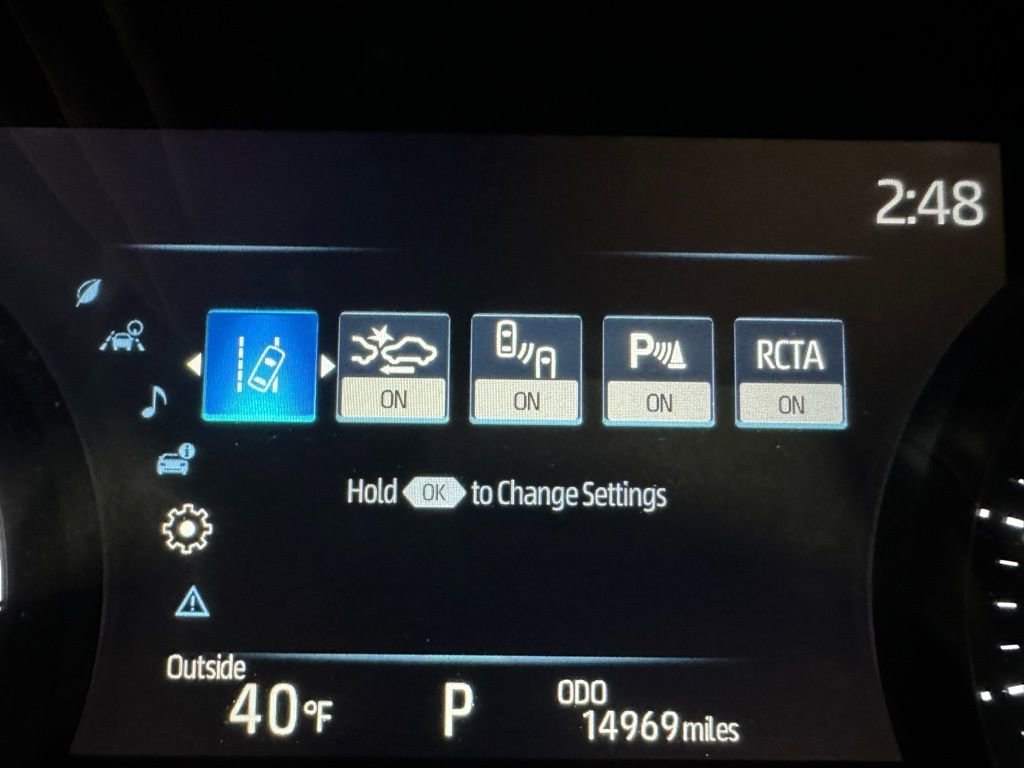 2:48
ON ON P ON RCTA ON
Hold OK to Change Settings
Outside
40°F P ODO
14969 miles